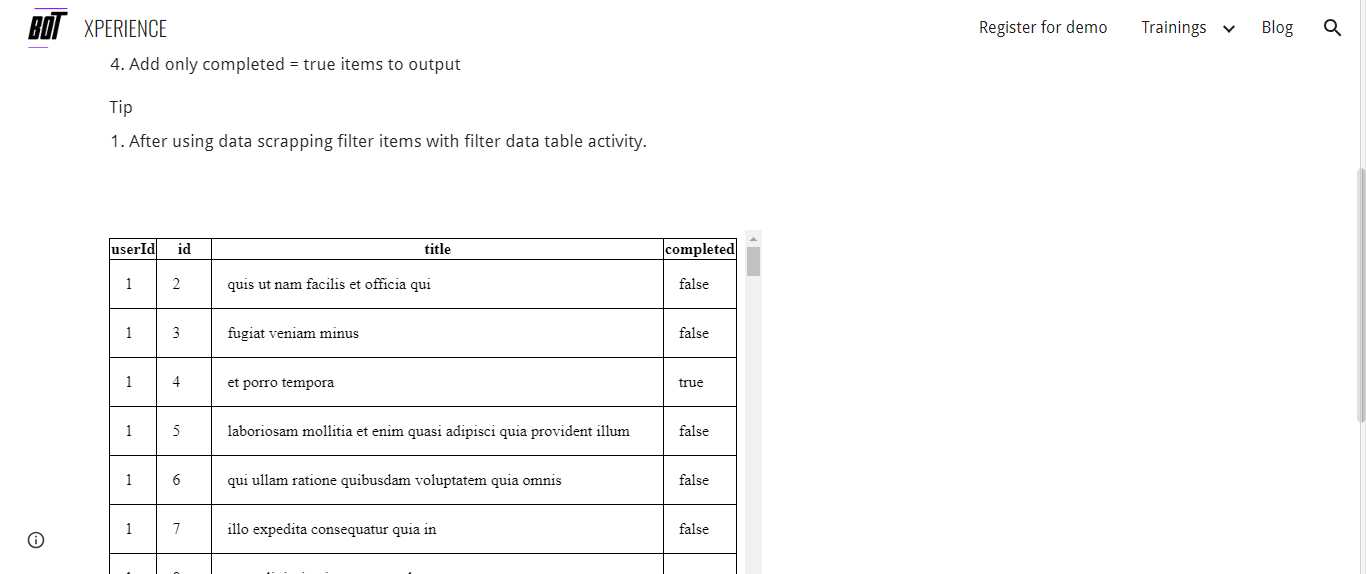 BOT XPERIENCE Register for demo Trainings Blog
4. Add only completed = true items to output
Tip
1. After using data scrapping filter items with filter data table activity.
userId id title completed
1 2 quis ut nam facilis et officia qui false
1 3 fugiat veniam minus false
1 4 et porro tempora true
1 5 laboriosam mollitia et enim quasi adipisci quia provident illum false
1 6 qui ullam ratione quibusdam voluptatem quia omnis false
1 7 illo expedita consequatur quia in false